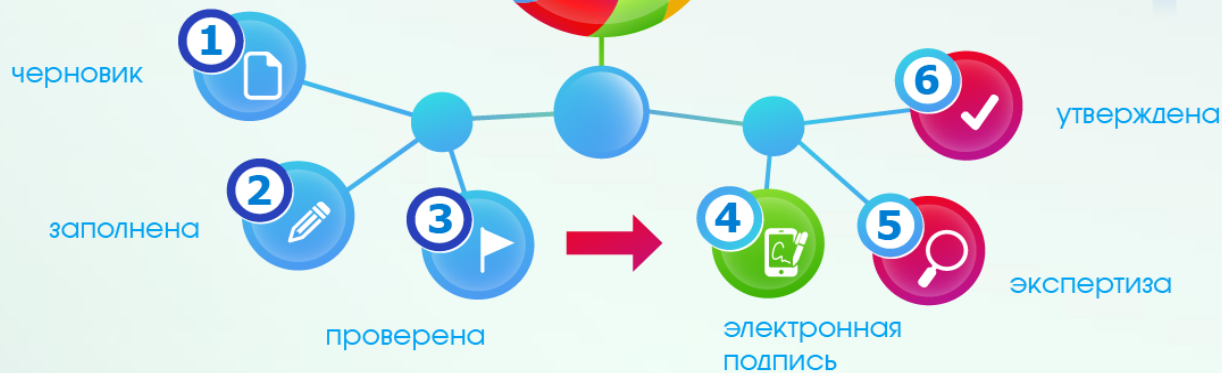 1
черновик
2
заполнена
3
проверена
4
электронная
подпись
5
экспертиза
6
утверждена